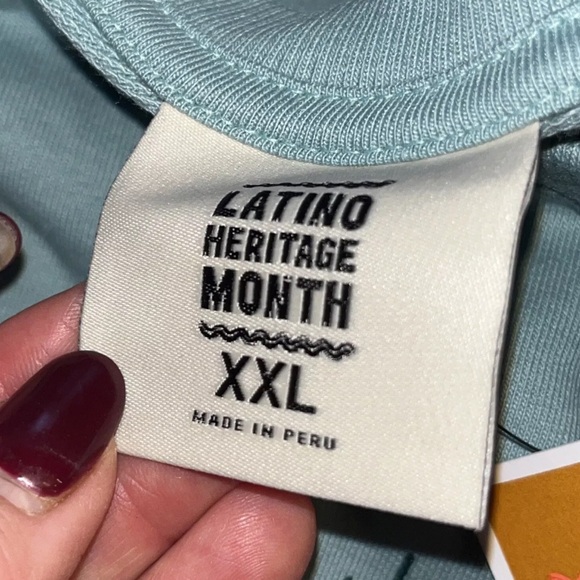 LATINO
HERITAGE
MONTH
XXL
MADE IN PERU